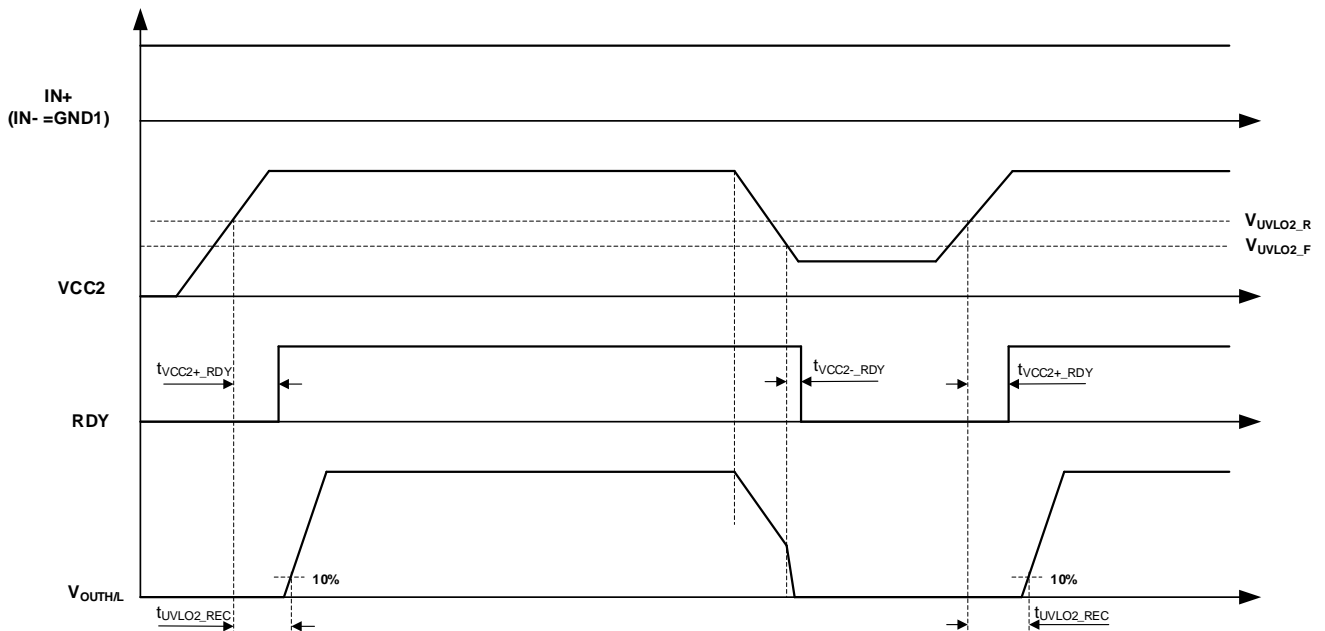 IN+
(IN- =GND1)
VUVLO2_R
VUVLO2_F
VCC2
tVCC2+_RDY
tVCC2-_RDY
tVCC2+_RDY
RDY
10%
10%
VOUTH/L
tUVLO2_REC
tUVLO2_REC